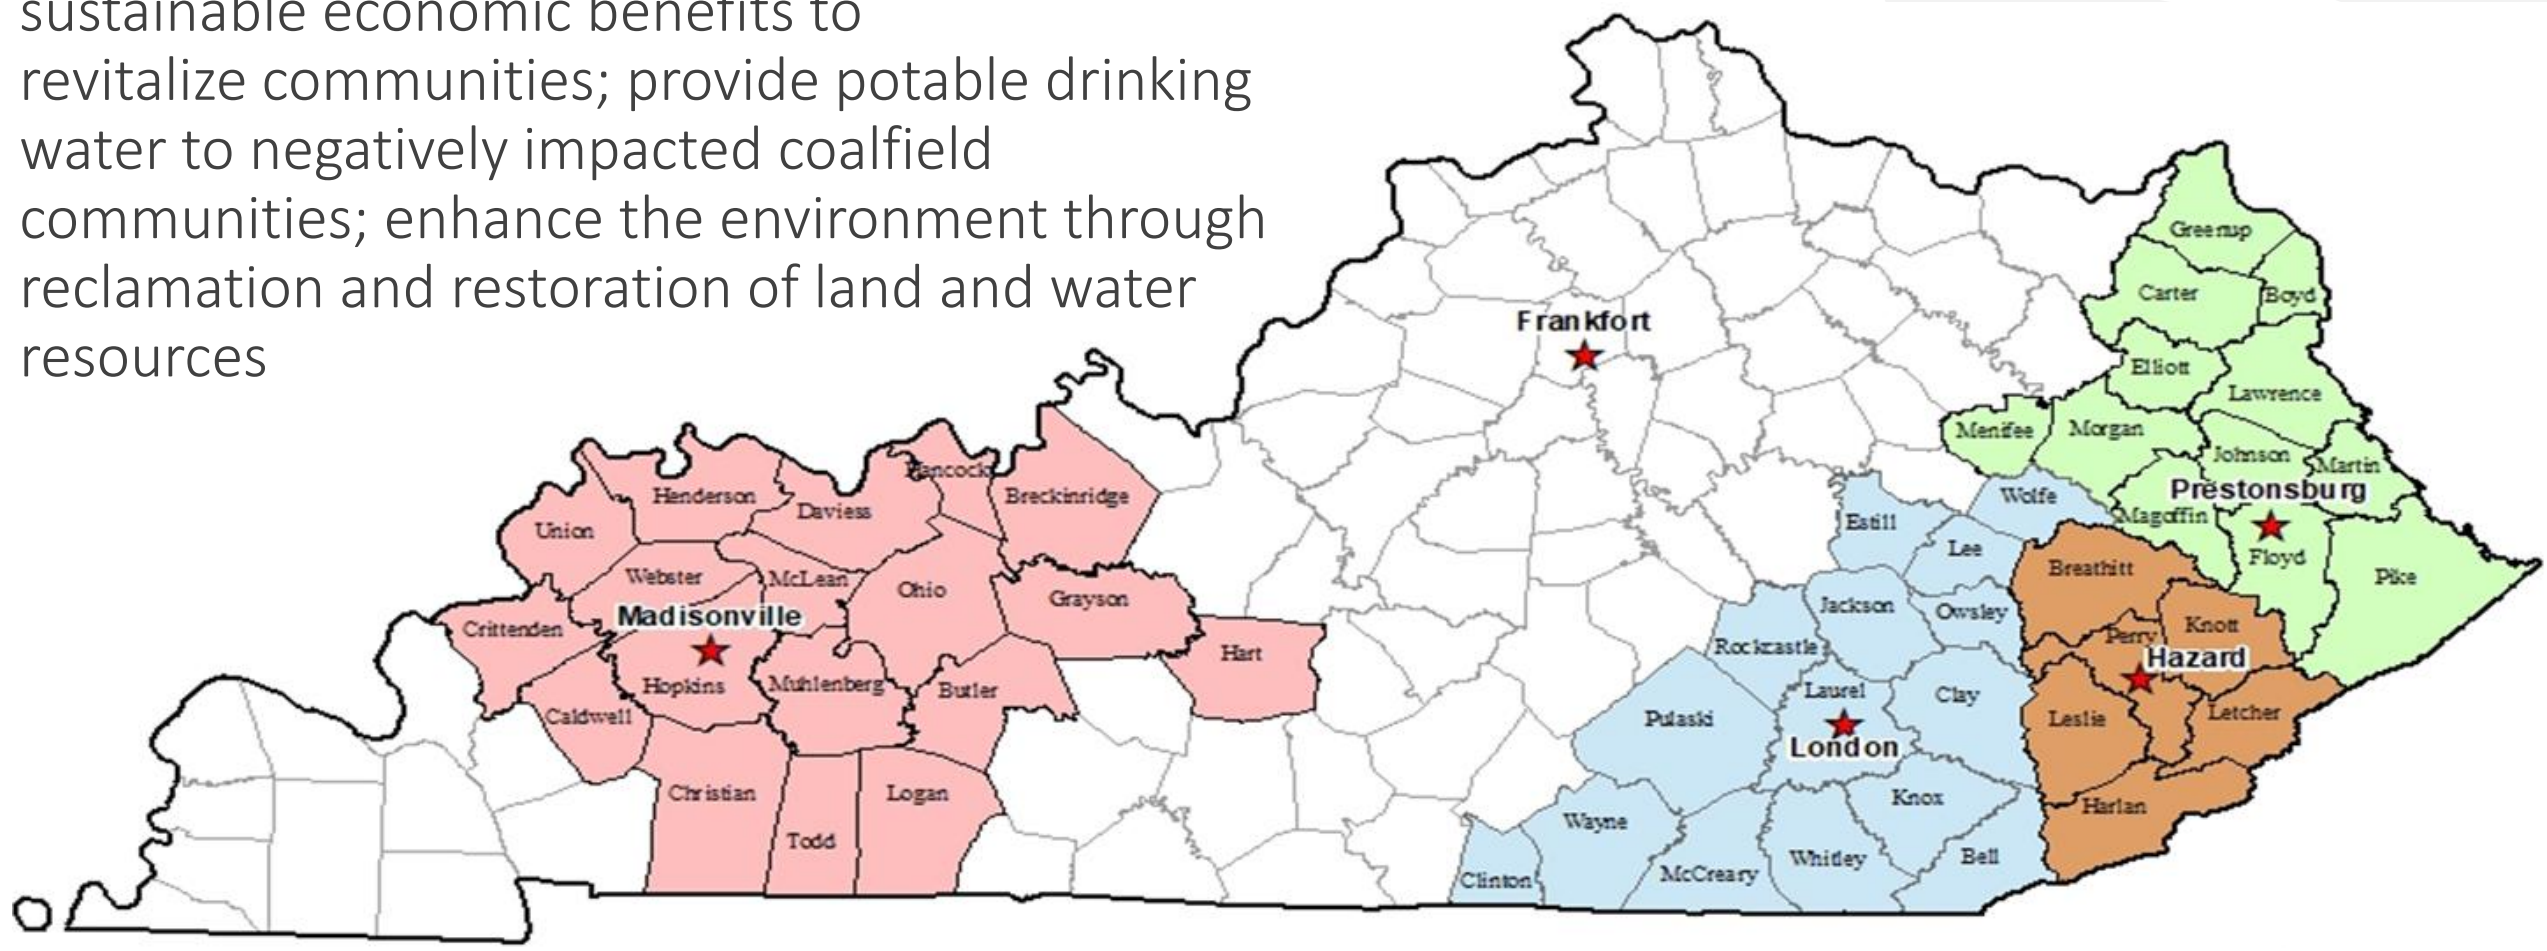 sustainable economic benefits to
revitalize communities; provide potable drinking
water to negatively impacted coalfield
communities; enhance the environment through
reclamation and restoration of land and water
resources
Greenup
Carter
Boyd
Frankfort
Elliott
Lawrence
Menifee
Morgan
Johnson
Martin
Hancock
Henderson
Breckinridge
Daviess
Union
Wolfe
Prestonsburg
Magoffin
Estill
Lee
Floyd
Breathitt
Pike
Webster
McLean
Ohio
Grayson
Jackson
Owsley
Madisonville
Crittenden
Perry
Knott
Rockcastle
Hart
Hazard
Hopkins
Muhlenberg
Butler
Laurel
Clay
Caldwell
Pulaski
Leslie
Letcher
London
Christian
Logan
Knox
Harlan
Wayne
Todd
Clinton
McCreary
Whitley
Bell